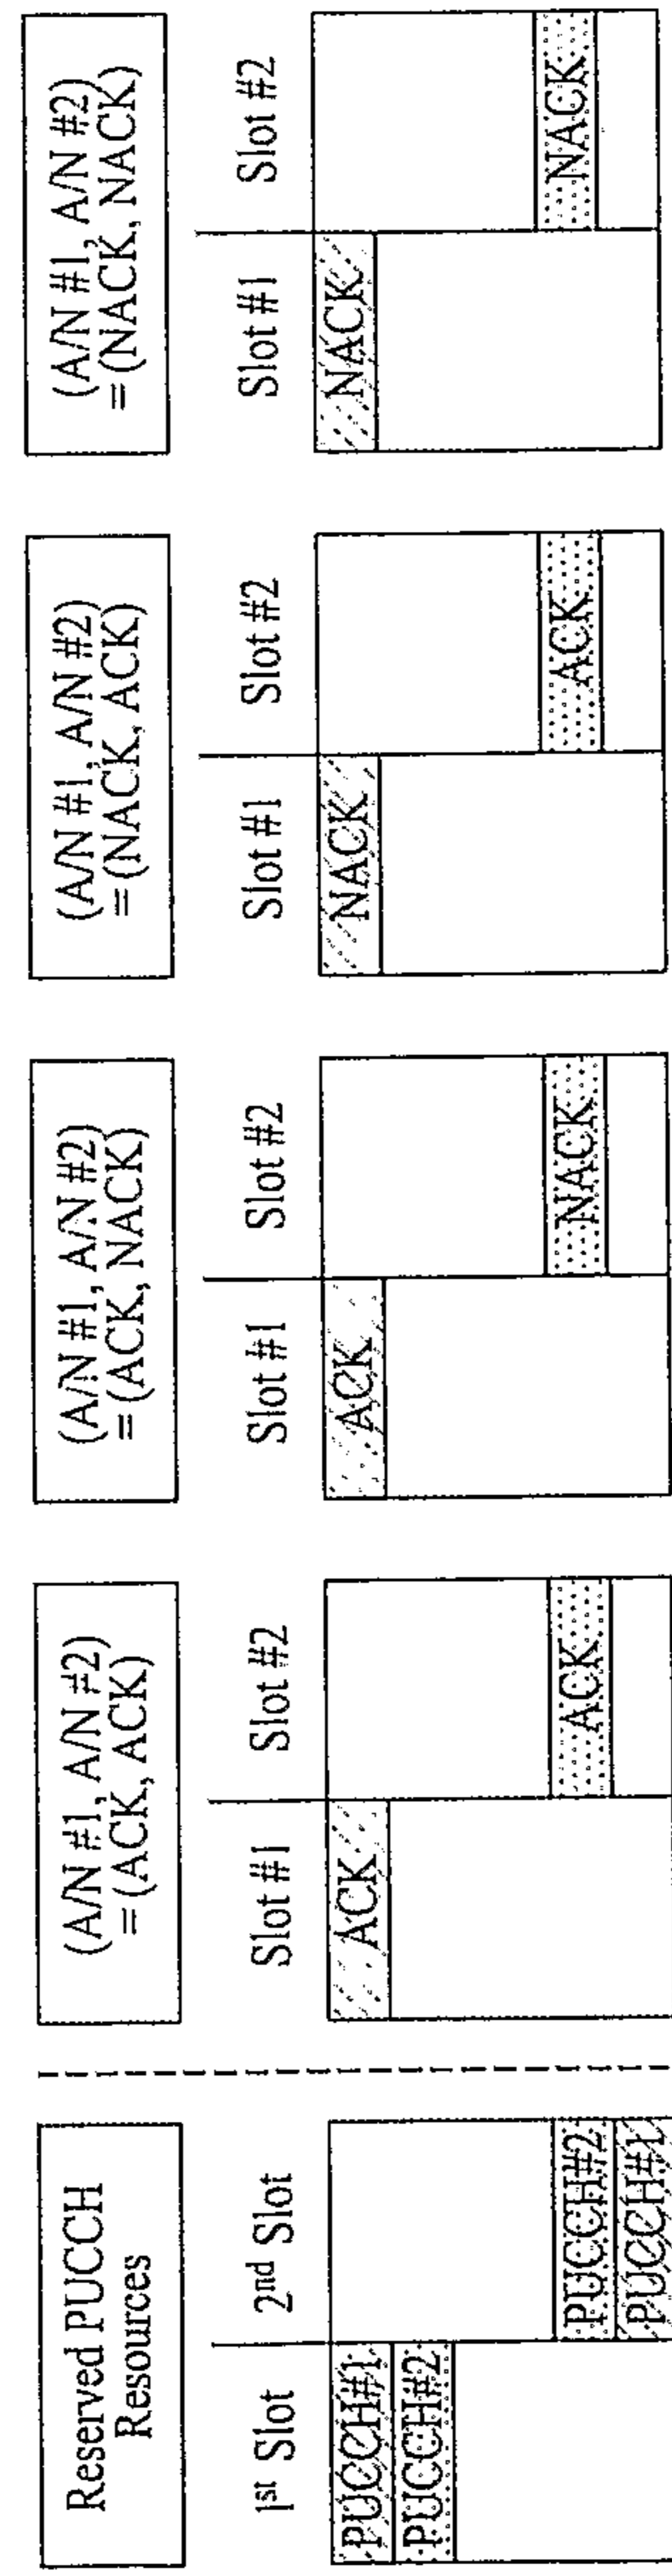 Reserved PUCCH
Resources
1st Slot
2nd Slot
PUCCH#1
PUCCH#2
PUCCH#2
PUCCH#1
(A/N #1, A/N #2)
= (ACK, ACK)
Slot #1
Slot #2
ACK
ACK
(A/N #1, A/N #2)
= (ACK, NACK)
Slot #1
Slot #2
ACK
NACK
(A/N #1, A/N #2)
= (NACK, ACK)
Slot #1
Slot #2
NACK
ACK
(A/N #1, A/N #2)
= (NACK, NACK)
Slot #1
Slot #2
NACK
NACK